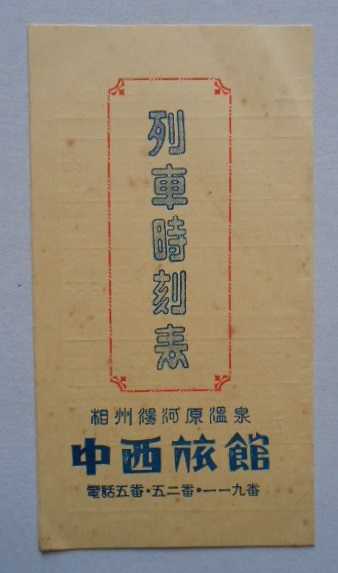 列車時刻表
相州湯河原溫泉
中西旅館
電話五番・五二番・一一九番